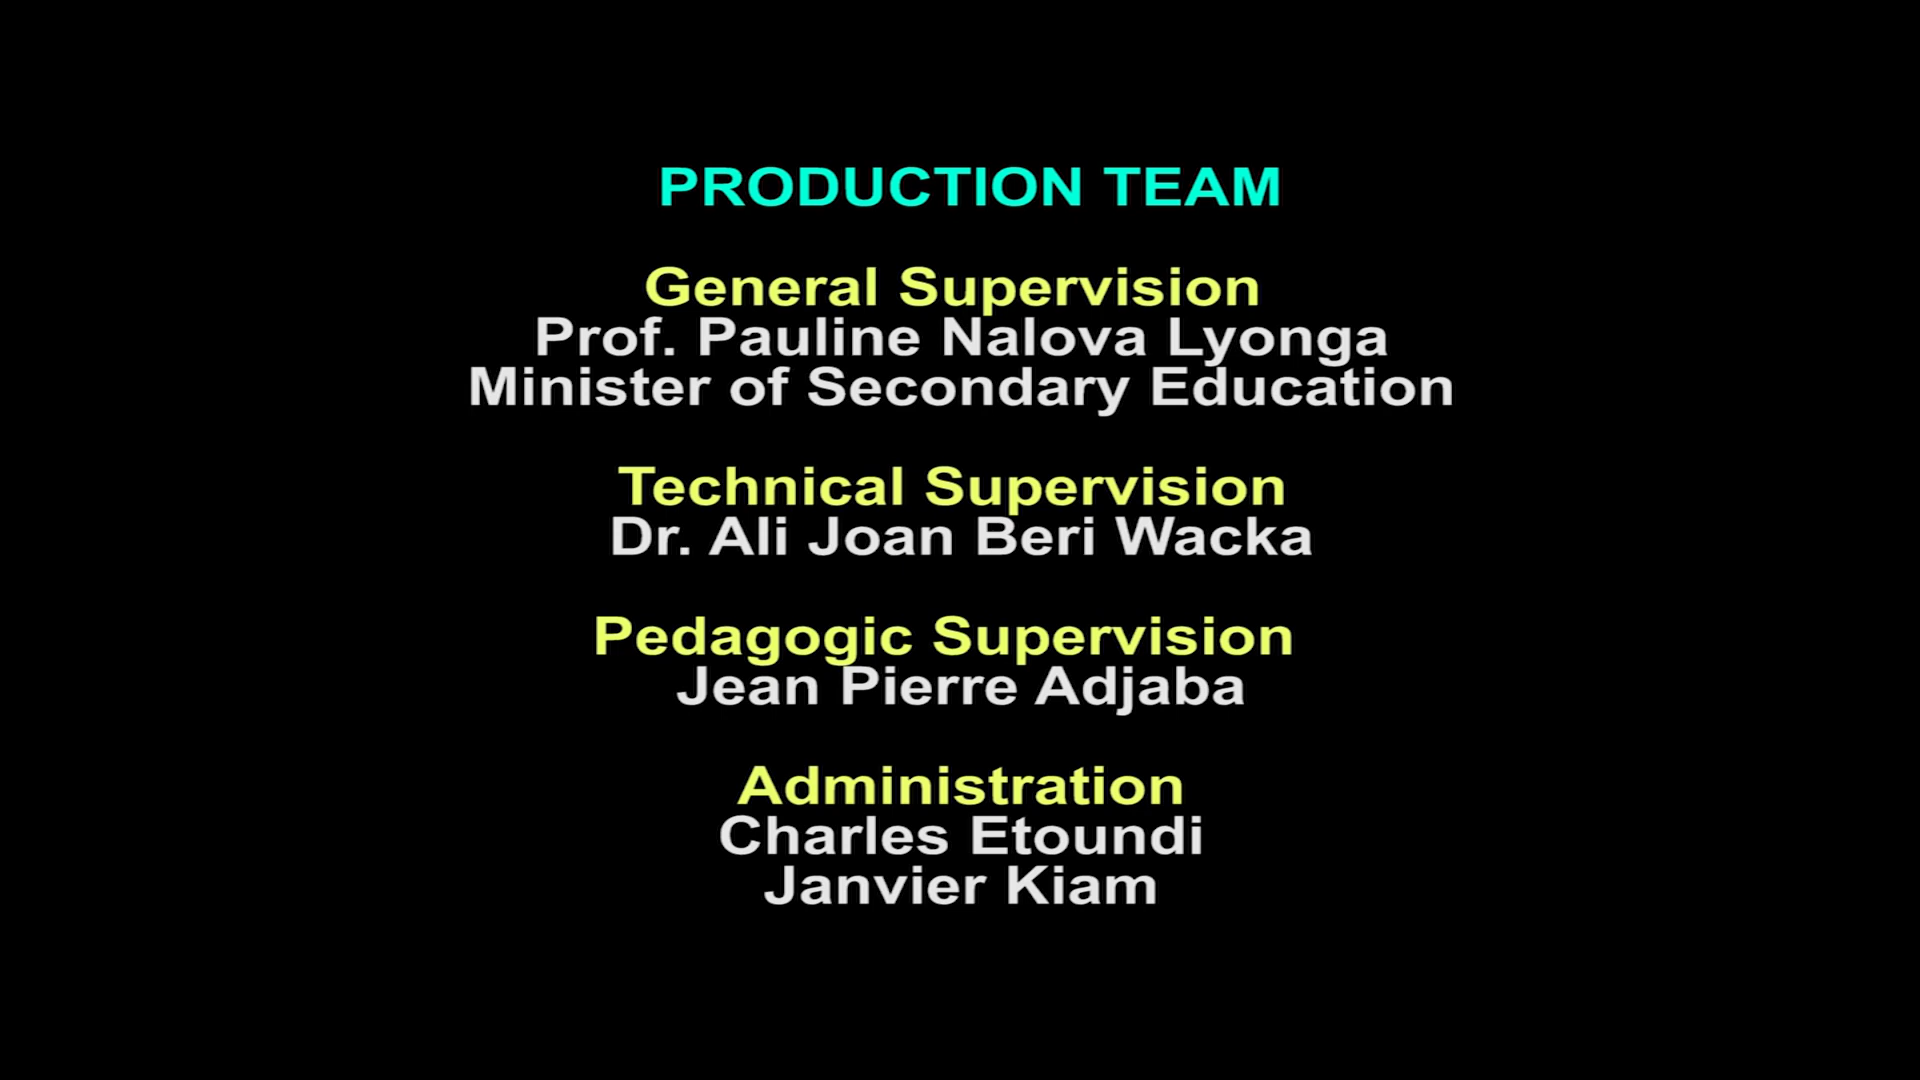 PRODUCTION TEAM
General Supervision
Prof. Pauline Nalova Lyonga
Minister of Secondary Education
Technical Supervision
Dr. Ali Joan Beri Wacka
Pedagogic Supervision
Jean Pierre Adjaba
Administration
Charles Etoundi
Janvier Kiam